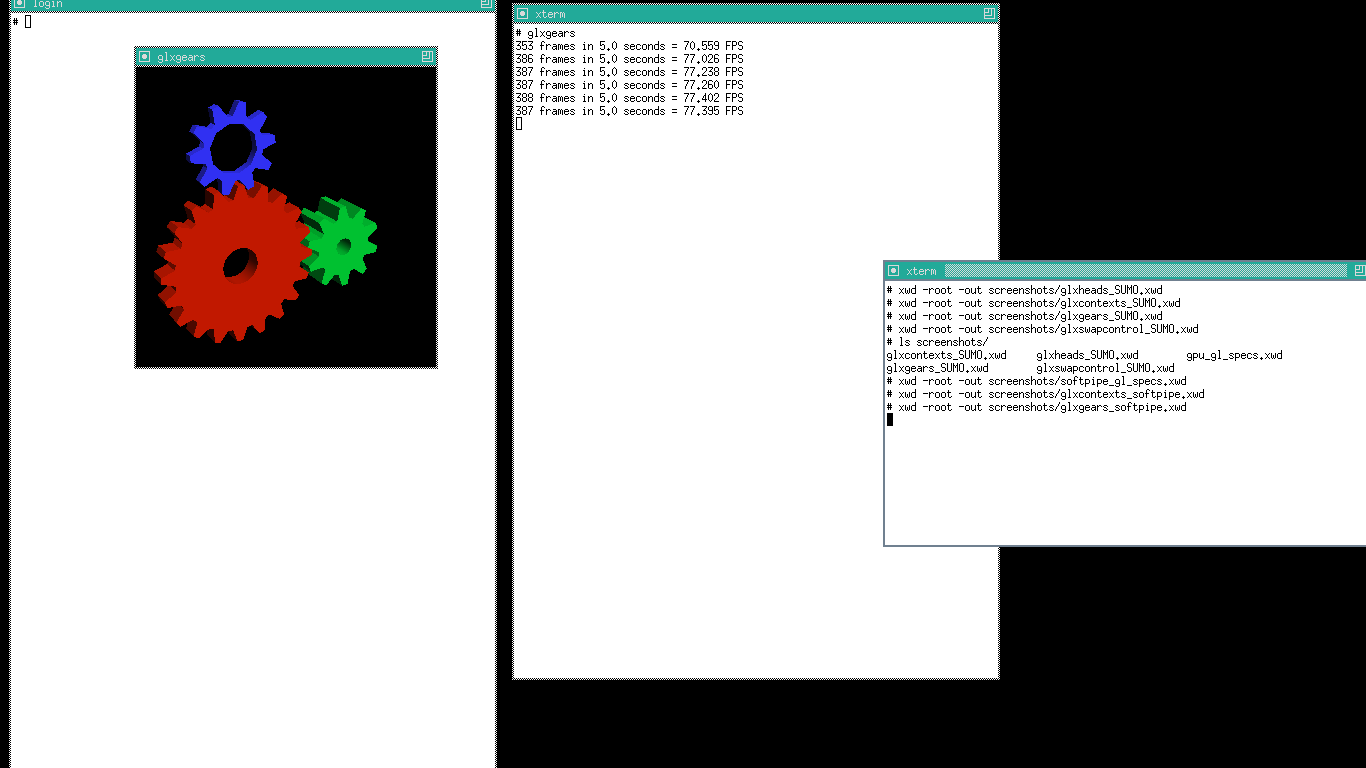 login
#
glxgears
xterm
# glxgears
353 frames in 5.0 seconds = 70.559 FPS
386 frames in 5.0 seconds = 77.026 FPS
387 frames in 5.0 seconds = 77.238 FPS
387 frames in 5.0 seconds = 77.260 FPS
388 frames in 5.0 seconds = 77.402 FPS
387 frames in 5.0 seconds = 77.395 FPS
xterm
# xwd -root -out screenshots/glxheads_SUMO.xwd
# xwd -root -out screenshots/glxcontexts_SUMO.xwd
# xwd -root -out screenshots/glxgears_SUMO.xwd
# xwd -root -out screenshots/glxswapcontrol_SUMO.xwd
# ls screenshots/
glxcontexts_SUMO.xwd glxheads_SUMO.xwd gpu_gl_specs.xwd
glxgears_SUMO.xwd glxswapcontrol_SUMO.xwd
# xwd -root -out screenshots/softpipe_gl_specs.xwd
# xwd -root -out screenshots/glxcontexts_softpipe.xwd
# xwd -root -out screenshots/glxgears_softpipe.xwd